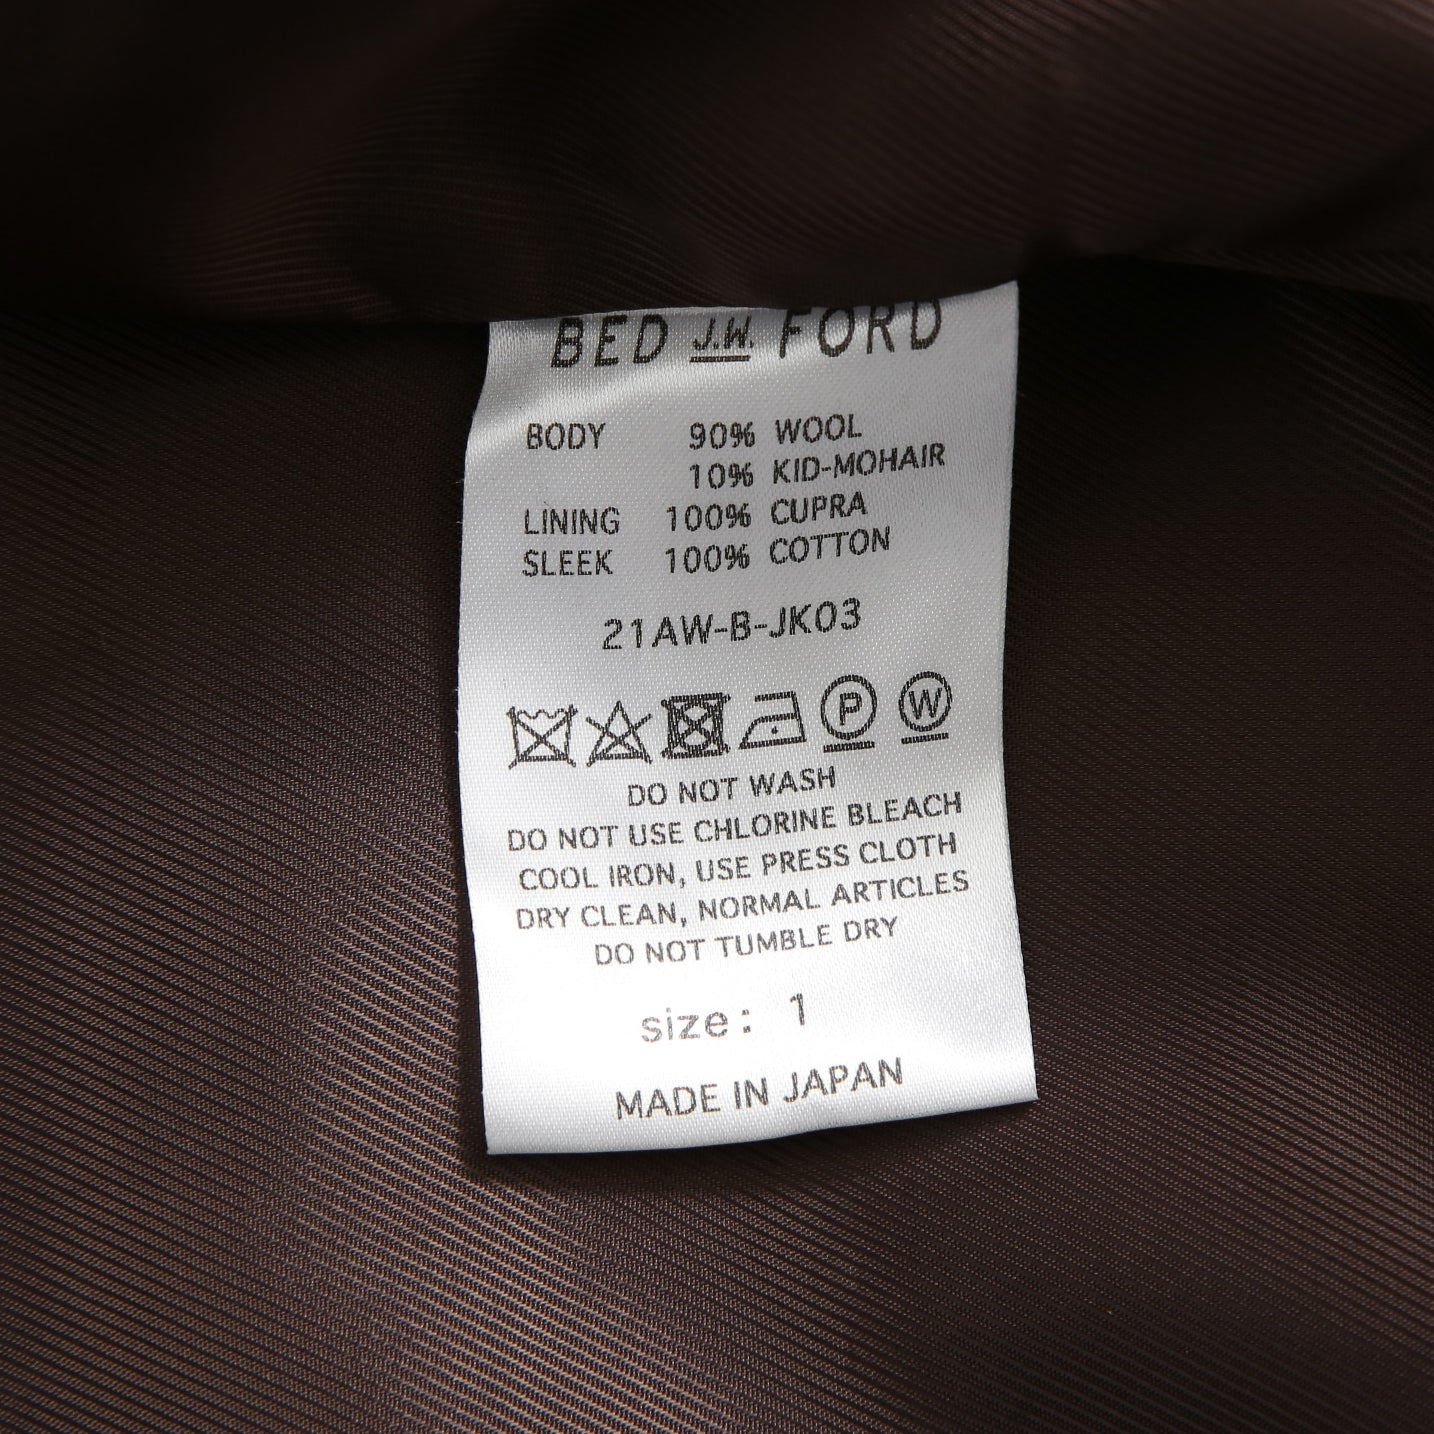 BED J.W. FORD
BODY 90% WOOL
10% KID-MOHAIR
LINING 100% CUPRA
SLEEK 100% COTTON
21AW-B-JK03
P W
DO NOT WASH
DO NOT USE CHLORINE BLEACH
COOL IRON, USE PRESS CLOTH
DRY CLEAN, NORMAL ARTICLES
DO NOT TUMBLE DRY
size: 1
MADE IN JAPAN